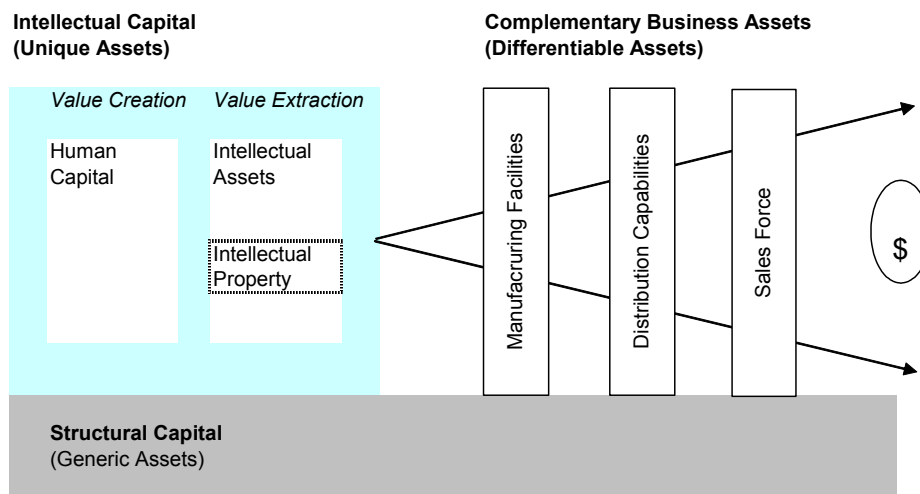 Intellectual Capital
(Unique Assets)
Complementary Business Assets
(Differentiable Assets)
Value Creation
Value Extraction
Human
Capital
Intellectual
Assets
Intellectual
Property
Manufacruring Facilities
Distribution Capabilities
Sales Force
$
Structural Capital
(Generic Assets)